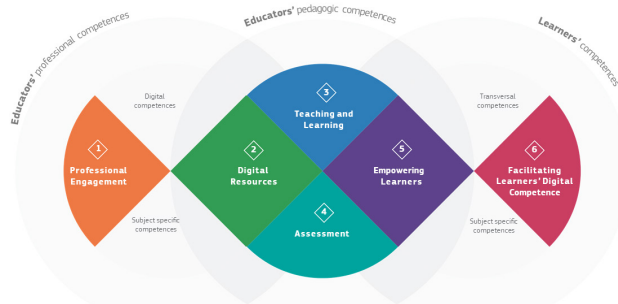 Educators' professional competences
Educators' pedagogic competences
Learners' competences
Digital
competences
Transversal
competences
3
Teaching and
Learning
1
Professional
Engagement
2
Digital
Resources
5
Empowering
Learners
6
Facilitating
Learners' Digital
Competence
4
Assessment
Subject specific
competences
Subject specific
competences